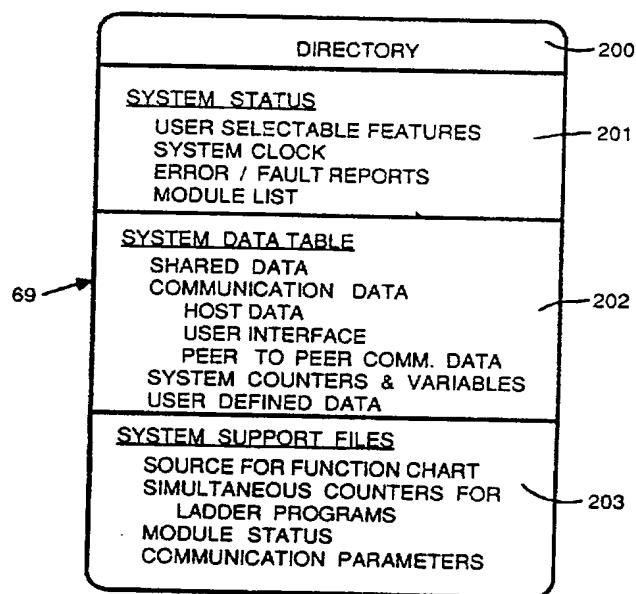 DIRECTORY 200
SYSTEM STATUS
USER SELECTABLE FEATURES 201
SYSTEM CLOCK
ERROR / FAULT REPORTS
MODULE LIST
SYSTEM DATA TABLE
SHARED DATA
69 COMMUNICATION DATA 202
HOST DATA
USER INTERFACE
PEER TO PEER COMM. DATA
SYSTEM COUNTERS & VARIABLES
USER DEFINED DATA
SYSTEM SUPPORT FILES
SOURCE FOR FUNCTION CHART
SIMULTANEOUS COUNTERS FOR 203
LADDER PROGRAMS
MODULE STATUS
COMMUNICATION PARAMETERS